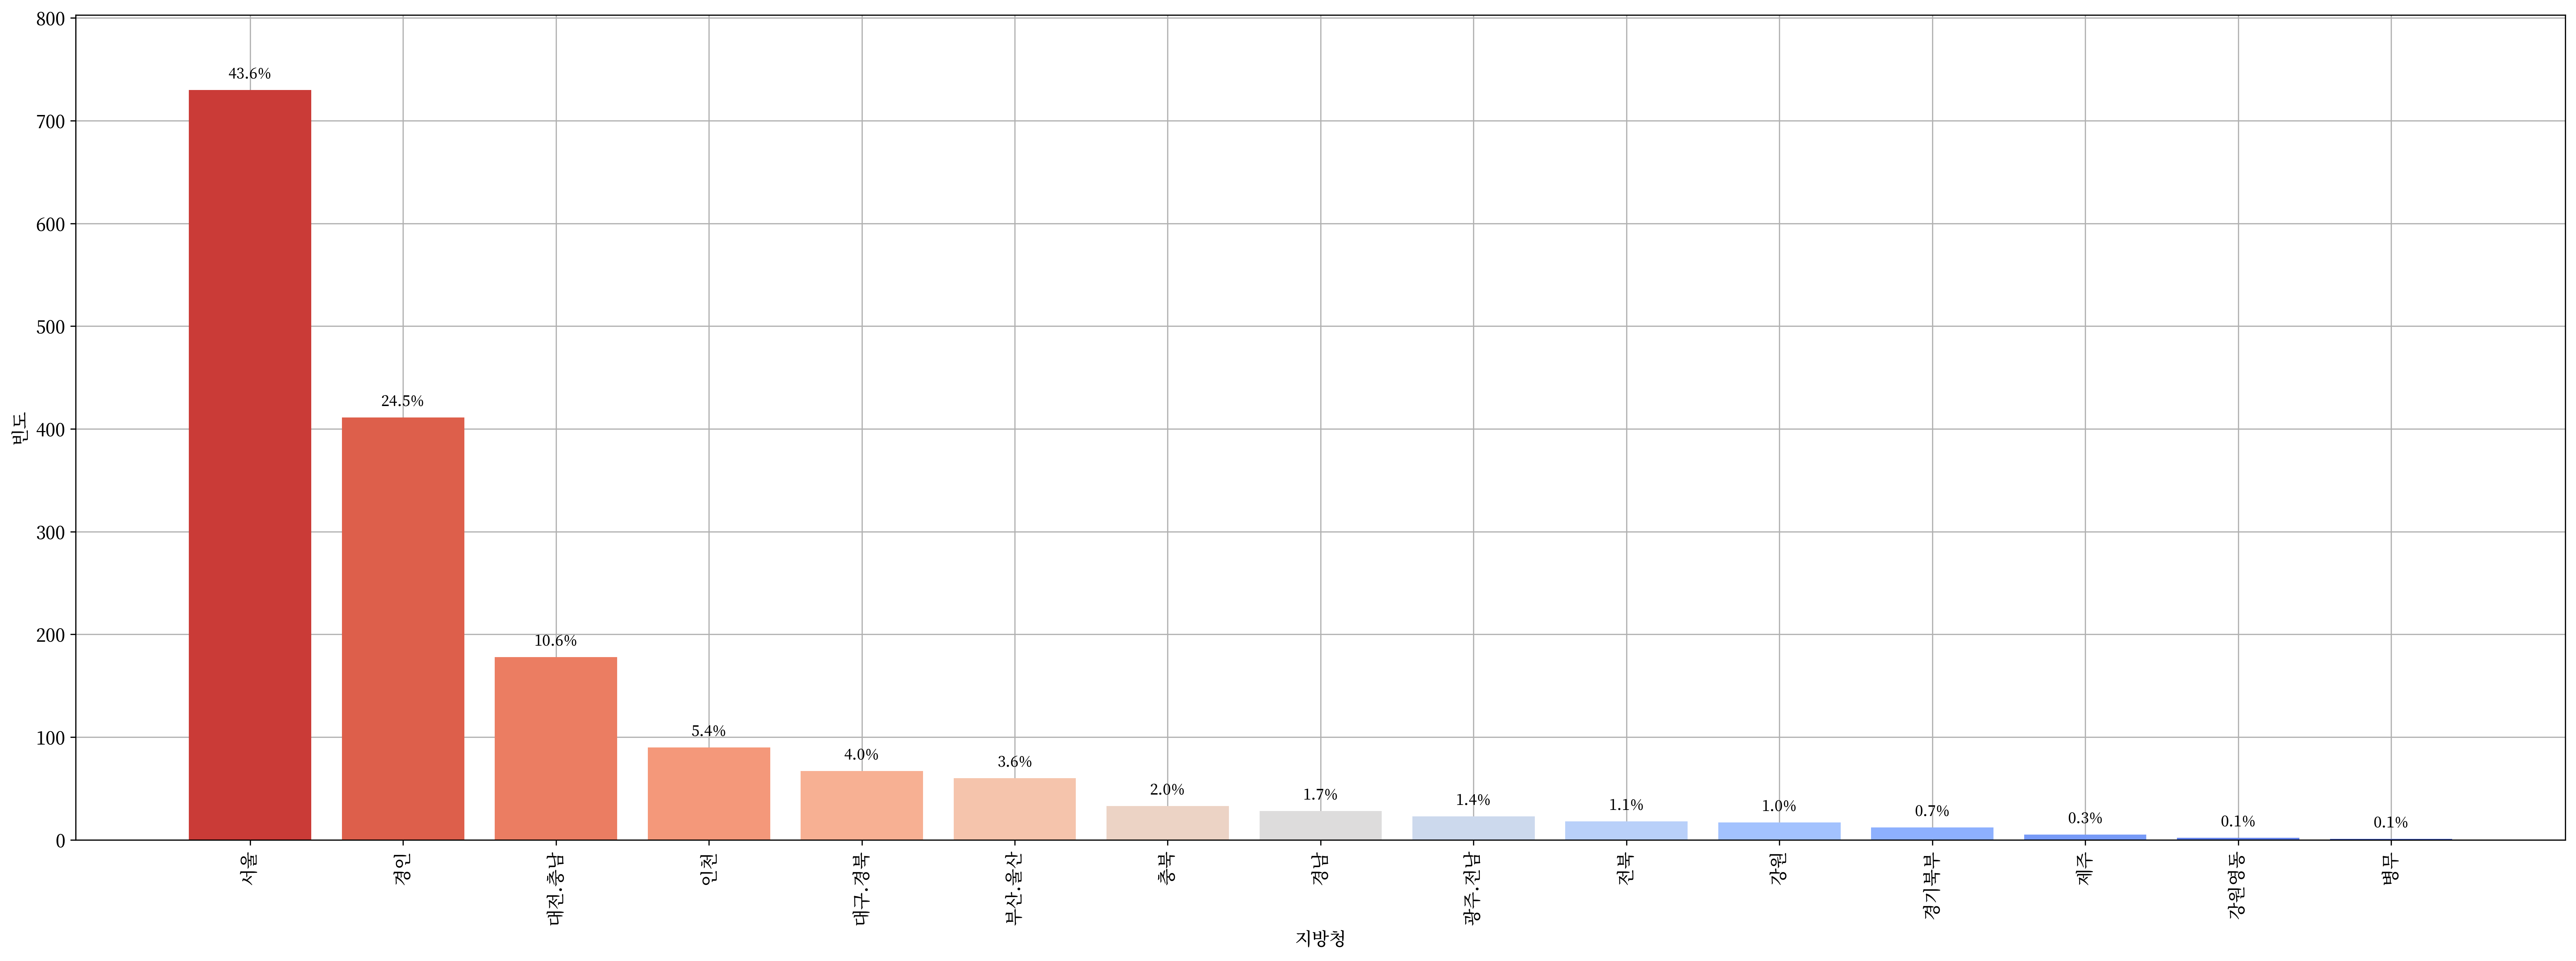 800
700
600
500
400
300
200
100
0
빈도
43.6%
24.5%
10.6%
5.4%
4.0%
3.6%
2.0%
1.7%
1.4%
1.1%
1.0%
0.7%
0.3%
0.1%
0.1%
서울
경인
대전.충남
인천
대구.경북
부산.울산
충북
경남
광주.전남
전북
강원
경기북부
제주
강원영동
병무
지방청